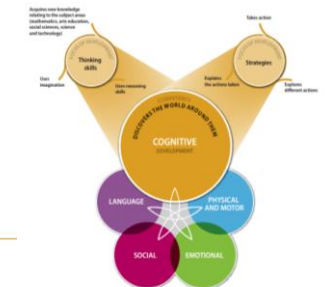 Acquires new knowledge
relating to the subject areas
(mathematics, arts education,
social sciences, science
and technology)
Thinking
skills
Uses
imagination
Uses reasoning
skills
Takes action
Strategies
Explains
the actions taken
Explores
different actions
COMPETENCY
DISCOVERS THE WORLD AROUND THEM
COGNITIVE
DEVELOPMENT
LANGUAGE
PHYSICAL
AND MOTOR
SOCIAL
EMOTIONAL